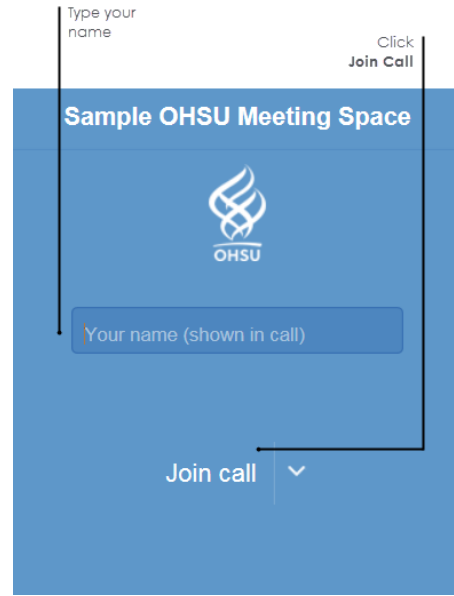 Type your
name
Click
Join Call
Sample OHSU Meeting Space
OHSU
Your name (shown in call)
Join call